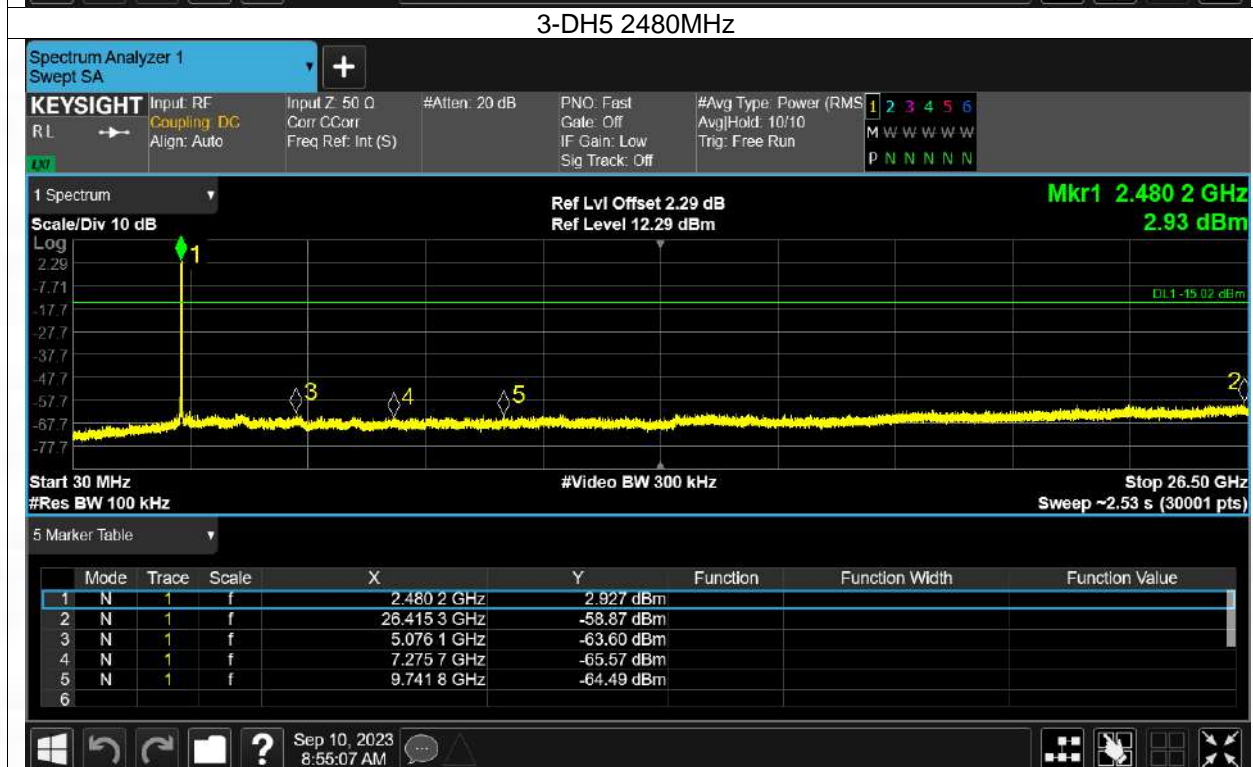 3-DH5 2480MHz
Spectrum Analyzer 1
Swept SA
+
KEYSIGHT Input: RF Input Z: 50 Ω #Atten: 20 dB PNO: Fast #Avg Type: Power (RMS 1 2 3 4 5 6
RL Coupling: DC Corr CCorr Gate: Off Avg|Hold: 10/10 M W W W W W
Align: Auto Freq Ref: Int (S) IF Gain: Low Trig: Free Run
LXI Sig Track: Off P N N N N N
1 Spectrum Ref Lvl Offset 2.29 dB Mkr1 2.480 2 GHz
Scale/Div 10 dB Ref Level 12.29 dBm 2.93 dBm
Log
1
2.29
-7.71
DL1 -15.02 dBm
-17.7
-27.7
-37.7
-47.7
3 4 5 2
-57.7
-67.7
-77.7
Start 30 MHz #Video BW 300 kHz Stop 26.50 GHz
#Res BW 100 kHz Sweep ~2.53 s (30001 pts)
5 Marker Table
Mode Trace Scale X Y Function Function Width Function Value
1 N 1 f 2.480 2 GHz 2.927 dBm
2 N 1 f 26.415 3 GHz -58.87 dBm
3 N 1 f 5.076 1 GHz -63.60 dBm
4 N 1 f 7.275 7 GHz -65.57 dBm
5 N 1 f 9.741 8 GHz -64.49 dBm
6
? Sep 10, 2023
8:55:07 AM